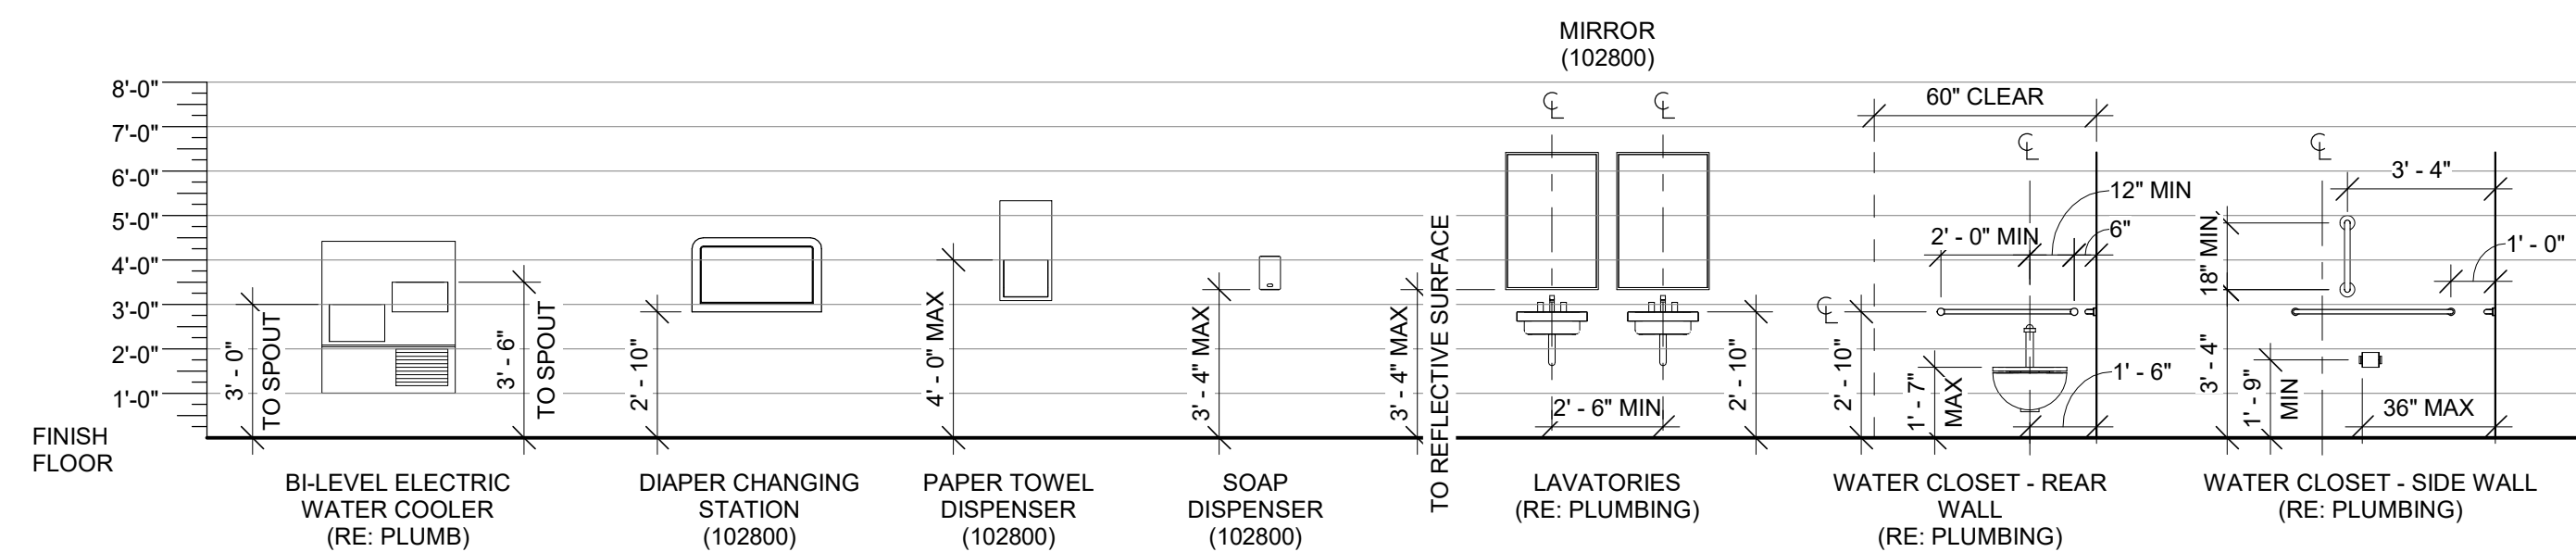 MIRROR
(102800)
8'-0"
7'-0"
6'-0"
5'-0"
4'-0"
3'-0"
2'-0"
1'-0"
FINISH
FLOOR
3' - 0"
TO SPOUT
3' - 6"
TO SPOUT
BI-LEVEL ELECTRIC
WATER COOLER
(RE: PLUMB)
2' - 10"
DIAPER CHANGING
STATION
(102800)
4' - 0" MAX
PAPER TOWEL
DISPENSER
(102800)
3' - 4" MAX
SOAP
DISPENSER
(102800)
3' - 4" MAX
TO REFLECTIVE SURFACE
℄
℄
2' - 6" MIN
2' - 10"
LAVATORIES
(RE: PLUMBING)
60" CLEAR
℄
12" MIN
2' - 0" MIN
6"
℄
2' - 10"
1' - 7"
MAX
1' - 6"
WATER CLOSET - REAR
WALL
(RE: PLUMBING)
℄
3' - 4"
18" MIN.
1' - 0"
3' - 4"
1' - 9"
MIN
36" MAX
WATER CLOSET - SIDE WALL
(RE: PLUMBING)